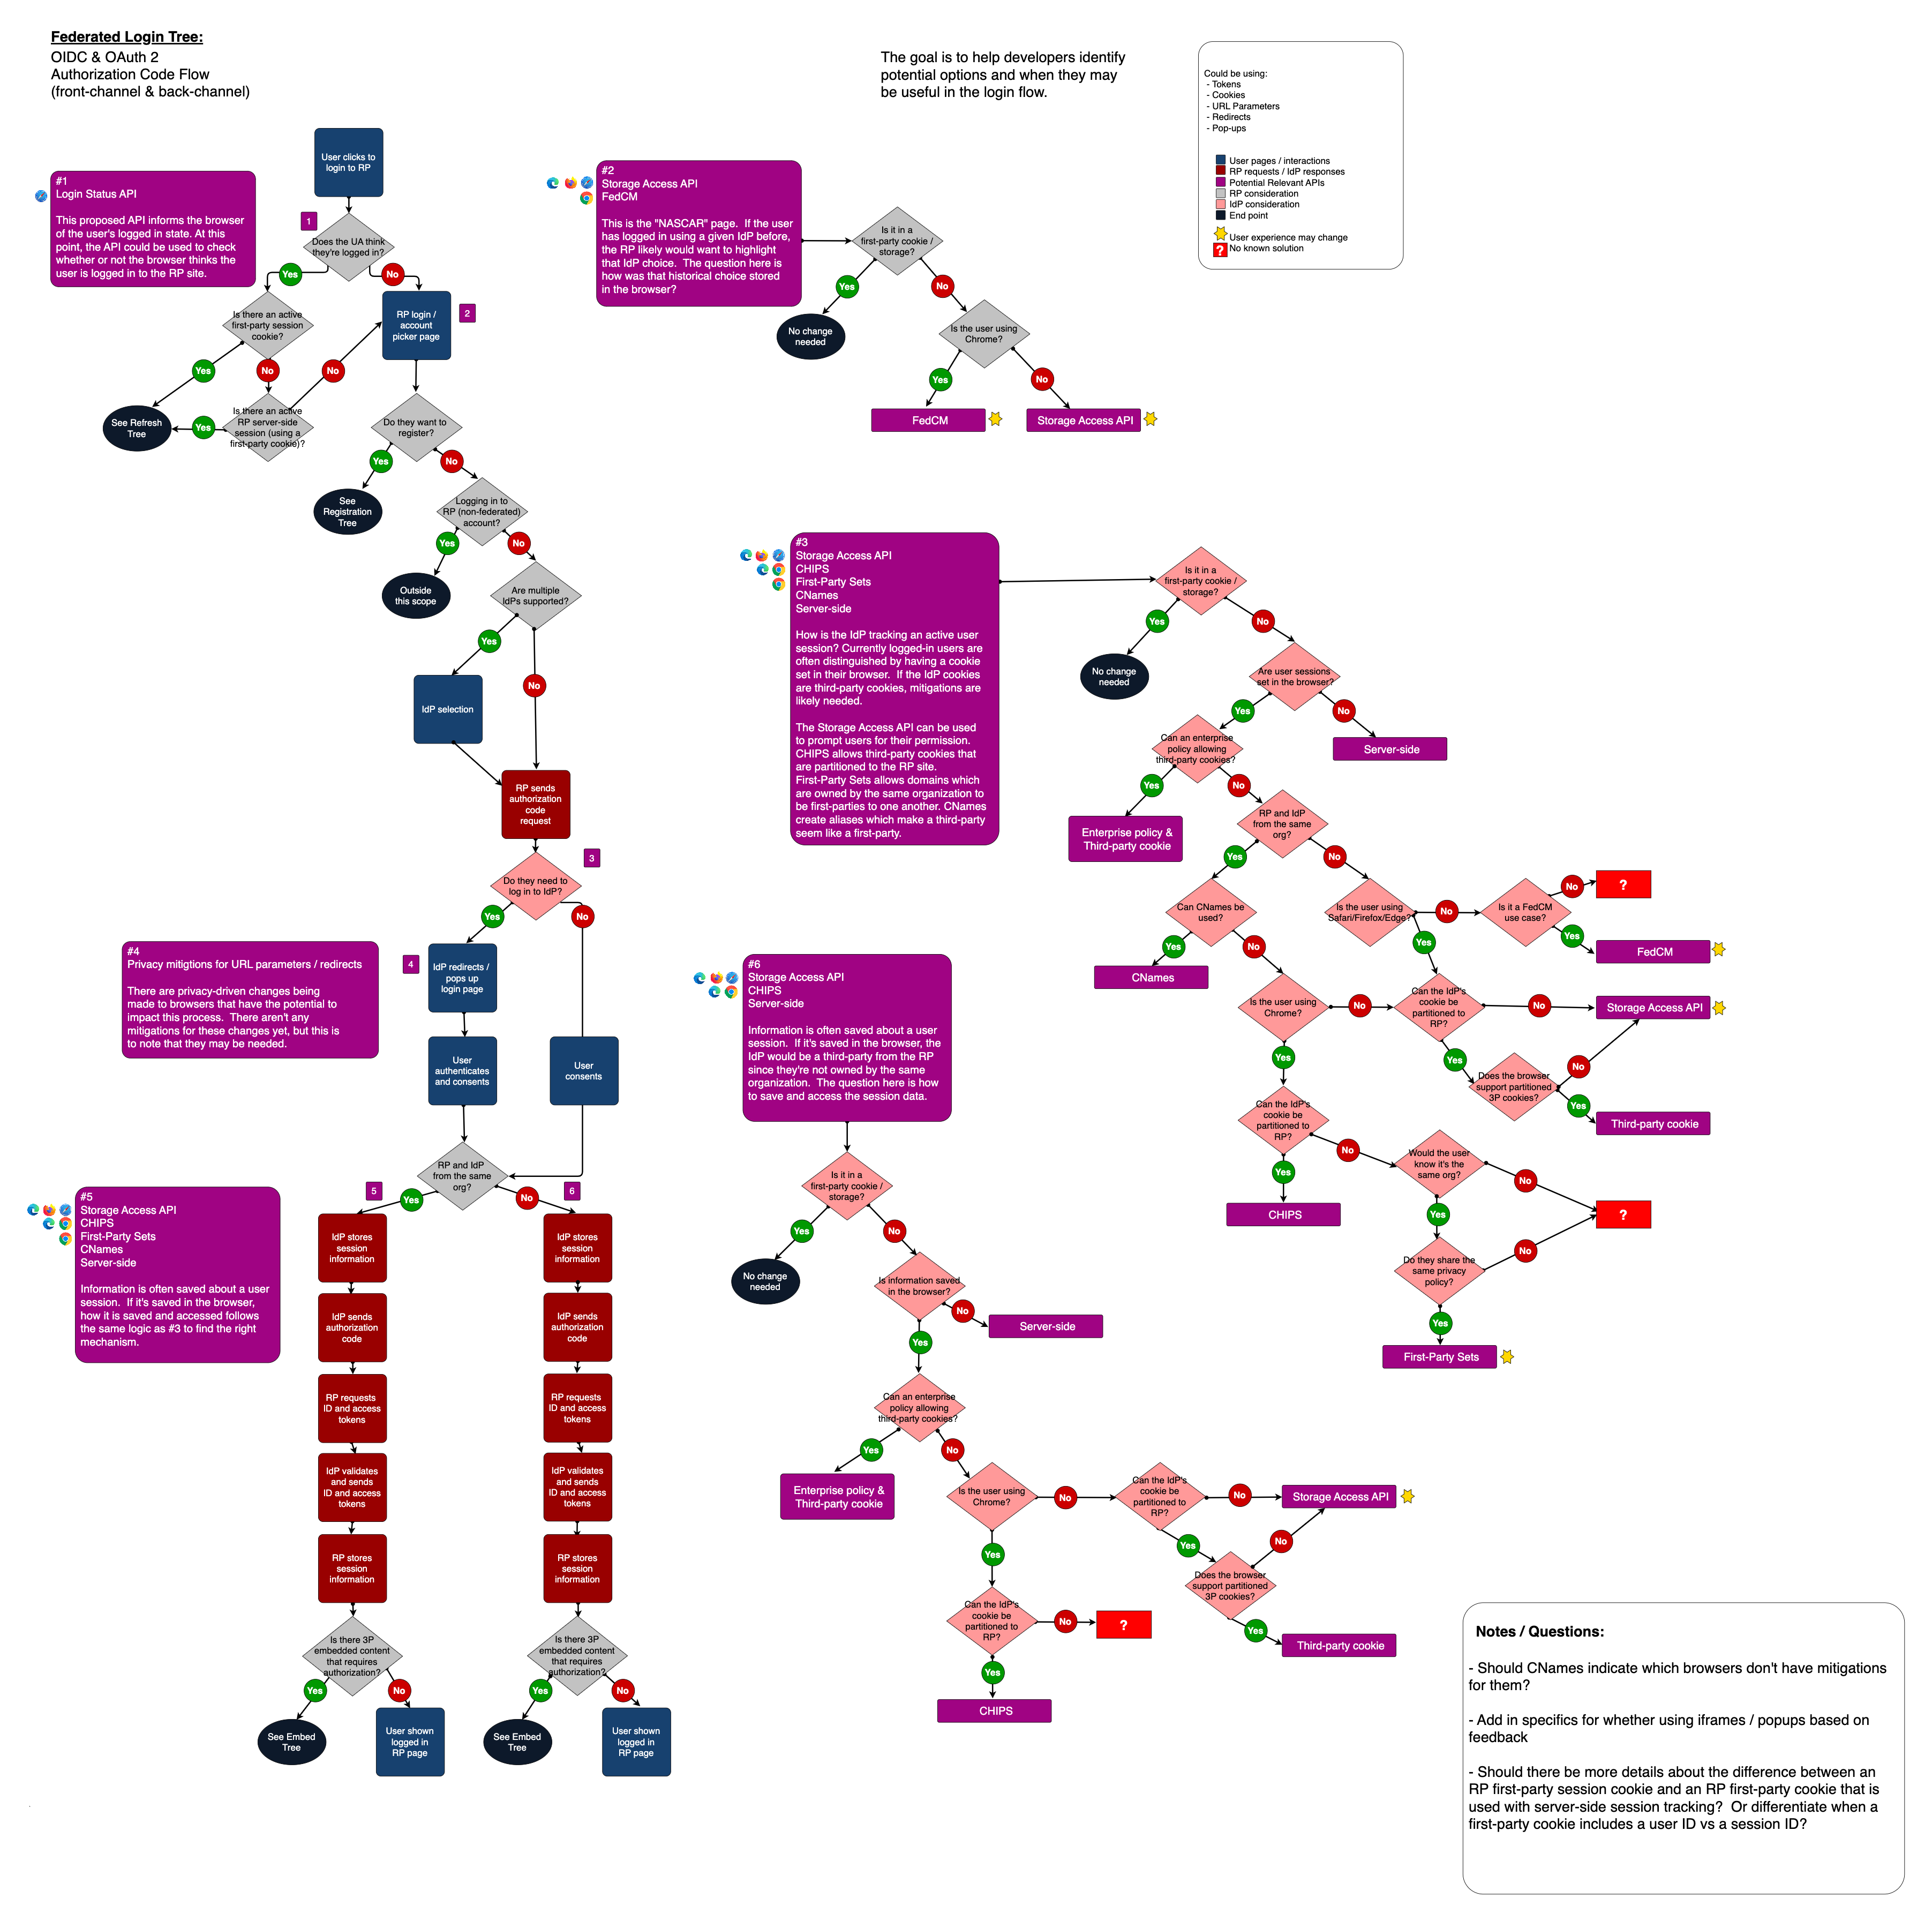 Federated Login Tree:
OIDC & OAuth 2
Authorization Code Flow
(front-channel & back-channel)
The goal is to help developers identify
potential options and when they may
be useful in the login flow.
Could be using:
- Tokens
- Cookies
- URL Parameters
- Redirects
- Pop-ups
User pages / interactions
RP requests / IdP responses
Potential Relevant APIs
RP consideration
IdP consideration
End point
User experience may change
?
No known solution
User clicks to
login to RP
#1
Login Status API
This proposed API informs the browser
of the user's logged in state. At this
point, the API could be used to check
whether or not the browser thinks the
user is logged in to the RP site.
1
Does the UA think
they're logged in?
Yes
No
Is there an active
first-party session
cookie?
RP login /
account
picker page
2
Yes
No
No
Is there an active
RP server-side
session (using a
first-party cookie)?
Yes
See Refresh
Tree
Do they want to
register?
Yes
No
See
Registration
Tree
Logging in to
RP (non-federated)
account?
Yes
No
Outside
this scope
Are multiple
IdPs supported?
Yes
No
IdP selection
RP sends
authorization
code
request
3
Do they need to
log in to IdP?
Yes
No
#4
Privacy mitigtions for URL parameters / redirects
There are privacy-driven changes being
made to browsers that have the potential to
impact this process.  There aren't any
mitigations for these changes yet, but this is
to note that they may be needed.
4
IdP redirects /
pops up
login page
User
authenticates
and consents
User
consents
RP and IdP
from the same
org?
5
Yes
No
6
#5
Storage Access API
CHIPS
First-Party Sets
CNames
Server-side
Information is often saved about a user
session.  If it's saved in the browser,
how it is saved and accessed follows
the same logic as #3 to find the right
mechanism.
IdP stores
session
information
IdP sends
authorization
code
RP requests
ID and access
tokens
IdP validates
and sends
ID and access
tokens
RP stores
session
information
Is there 3P
embedded content
that requires
authorization?
Yes
No
See Embed
Tree
User shown
logged in
RP page
IdP stores
session
information
IdP sends
authorization
code
RP requests
ID and access
tokens
IdP validates
and sends
ID and access
tokens
RP stores
session
information
Is there 3P
embedded content
that requires
authorization?
Yes
No
See Embed
Tree
User shown
logged in
RP page
#2
Storage Access API
FedCM
This is the "NASCAR" page.  If the user
has logged in using a given IdP before,
the RP likely would want to highlight
that IdP choice.  The question here is
how was that historical choice stored
in the browser?
Is it in a
first-party cookie /
storage?
Yes
No
No change
needed
Is the user using
Chrome?
Yes
No
FedCM
Storage Access API
#3
Storage Access API
CHIPS
First-Party Sets
CNames
Server-side
How is the IdP tracking an active user
session? Currently logged-in users are
often distinguished by having a cookie
set in their browser.  If the IdP cookies
are third-party cookies, mitigations are
likely needed.
The Storage Access API can be used
to prompt users for their permission.
CHIPS allows third-party cookies that
are partitioned to the RP site.
First-Party Sets allows domains which
are owned by the same organization to
be first-parties to one another. CNames
create aliases which make a third-party
seem like a first-party.
Is it in a
first-party cookie /
storage?
Yes
No
No change
needed
Are user sessions
set in the browser?
Yes
No
Server-side
Can an enterprise
policy allowing
third-party cookies?
Yes
No
Enterprise policy &
Third-party cookie
RP and IdP
from the same
org?
Yes
No
Can CNames be
used?
Yes
No
CNames
Is the user using
Safari/Firefox/Edge?
No
Yes
Is it a FedCM
use case?
No
?
Yes
FedCM
Is the user using
Chrome?
No
Yes
Can the IdP's
cookie be
partitioned to
RP?
No
Storage Access API
Yes
Does the browser
support partitioned
3P cookies?
No
Yes
Third-party cookie
Can the IdP's
cookie be
partitioned to
RP?
Yes
No
CHIPS
Would the user
know it's the
same org?
No
Yes
?
Do they share the
same privacy
policy?
No
Yes
First-Party Sets
#6
Storage Access API
CHIPS
Server-side
Information is often saved about a user
session.  If it's saved in the browser, the
IdP would be a third-party from the RP
since they're not owned by the same
organization.  The question here is how
to save and access the session data.
Is it in a
first-party cookie /
storage?
Yes
No
No change
needed
Is information saved
in the browser?
No
Server-side
Yes
Can an enterprise
policy allowing
third-party cookies?
Yes
No
Enterprise policy &
Third-party cookie
Is the user using
Chrome?
No
Yes
Can the IdP's
cookie be
partitioned to
RP?
No
Storage Access API
Yes
Does the browser
support partitioned
3P cookies?
No
Yes
Third-party cookie
Can the IdP's
cookie be
partitioned to
RP?
No
?
Yes
CHIPS
Notes / Questions:
- Should CNames indicate which browsers don't have mitigations
for them?
- Add in specifics for whether using iframes / popups based on
feedback
- Should there be more details about the difference between an
RP first-party session cookie and an RP first-party cookie that is
used with server-side session tracking?  Or differentiate when a
first-party cookie includes a user ID vs a session ID?